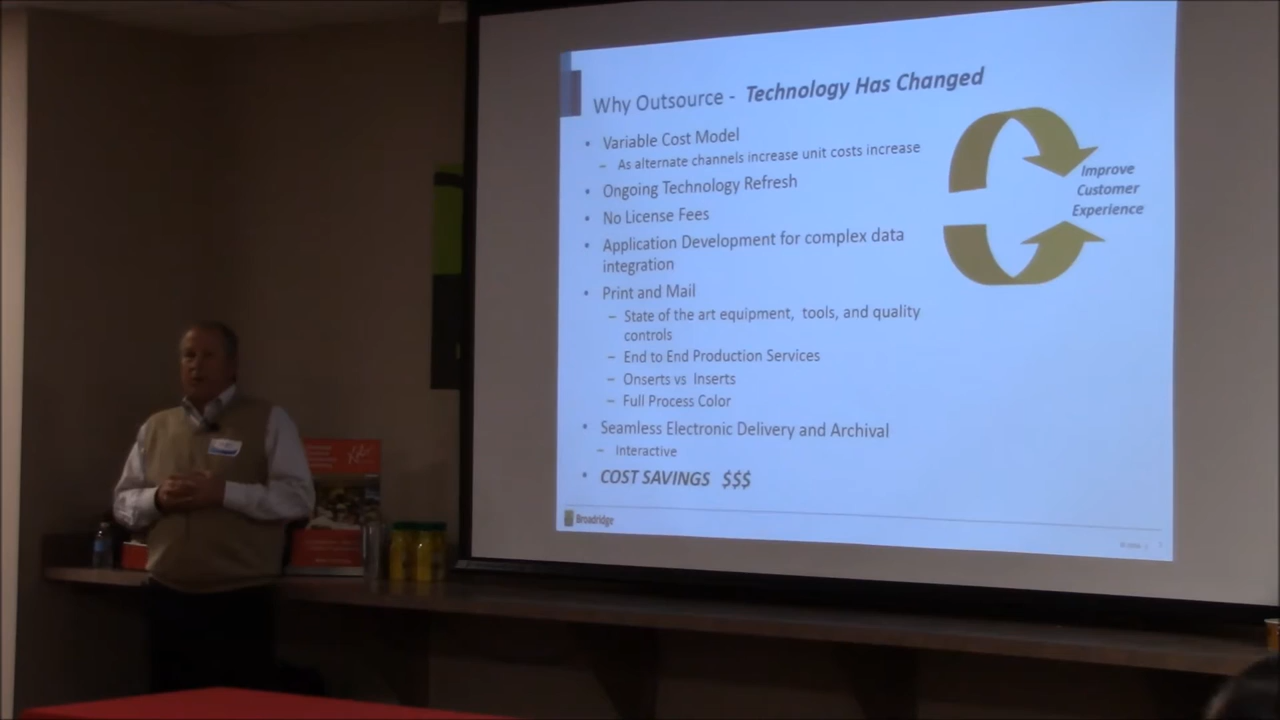 Why Outsource - Technology Has Changed
• Variable Cost Model
– As alternate channels increase unit costs increase
• Ongoing Technology Refresh
• No License Fees
• Application Development for complex data
integration
• Print and Mail
– State of the art equipment, tools, and quality
controls
– End to End Production Services
– Onserts vs Inserts
– Full Process Color
• Seamless Electronic Delivery and Archival
– Interactive
• COST SAVINGS $$$
Improve
Customer
Experience
Broadridge